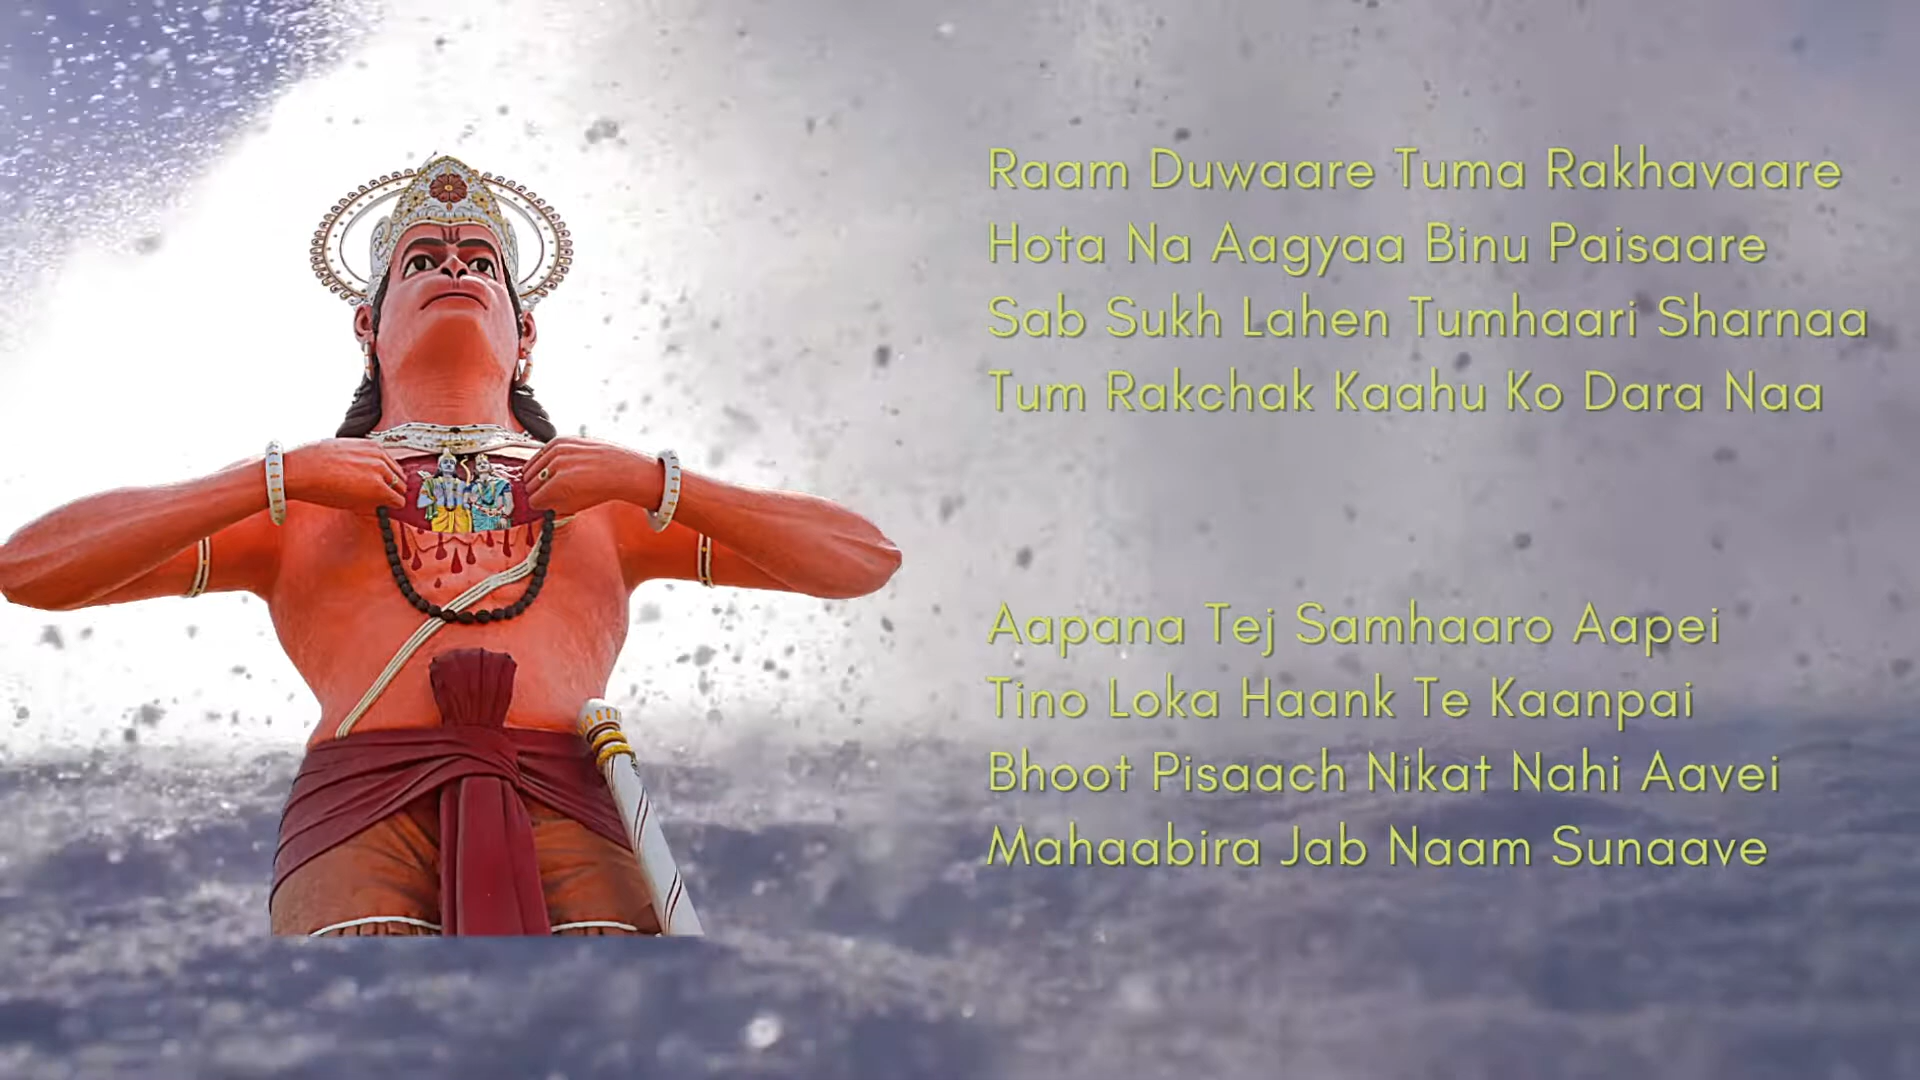 Raam Duwaare Tuma Rakhavaare
Hota Na Aagyaa Binu Paisaare
Sab Sukh Lahen Tumhaari Sharnaa
Tum Rakchak Kaahu Ko Dara Naa
Aapana Tej Samhaaro Aapei
Tino Loka Haank Te Kaanpai
Bhoot Pisaach Nikat Nahi Aavei
Mahaabira Jab Naam Sunaave